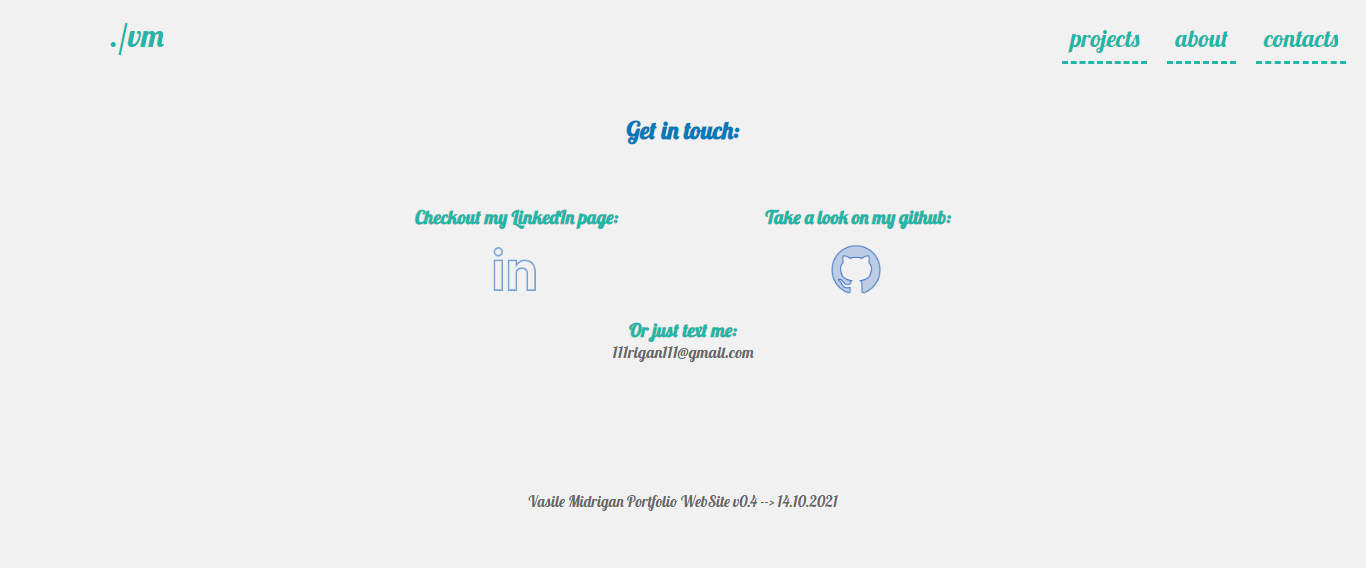 ./vm
projects about contacts
Get in touch:
Checkout my LinkedIn page:
Take a look on my github:
in
Or just text me:
111rigan111@gmail.com
Vasile Midrigan Portfolio WebSite v0.4 --> 14.10.2021